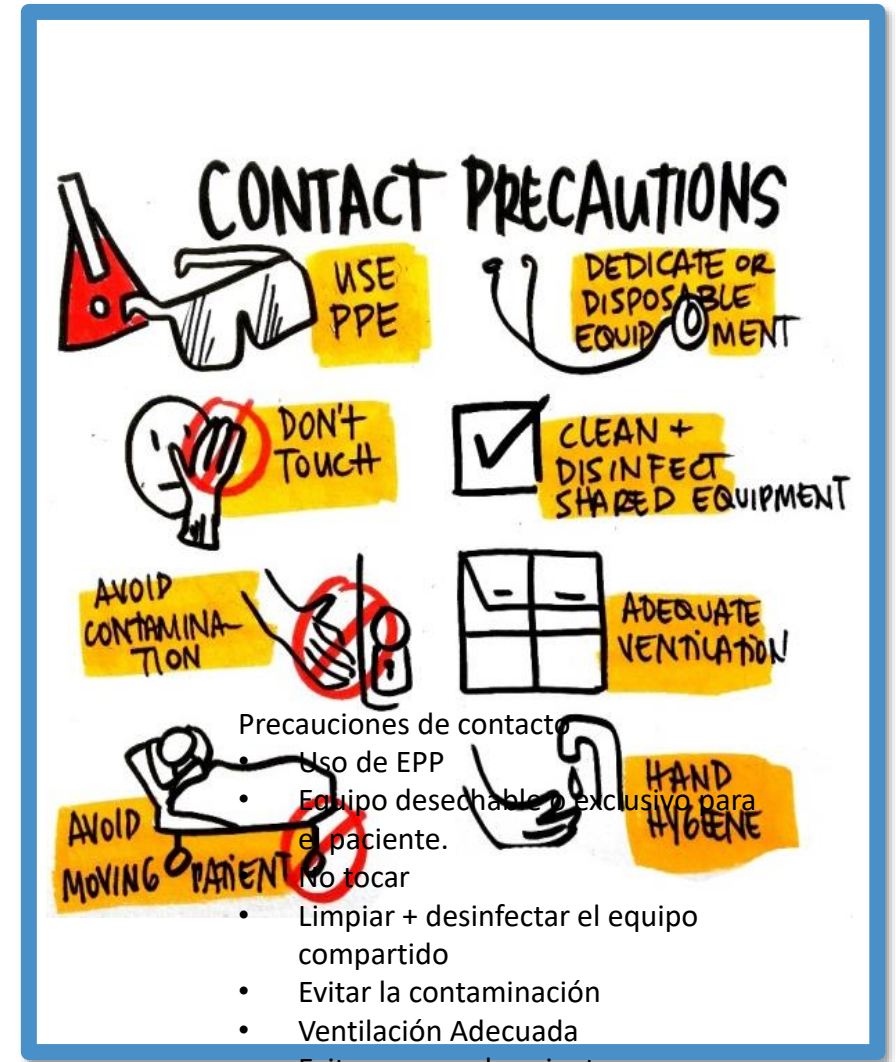 CONTACT PRECAUTIONS
USE
PPE
DEDICATE OR
DISPOSABLE
EQUIPMENT
DON'T
TOUCH
CLEAN +
DISINFECT
SHARED EQUIPMENT
AVOID
CONTAMINA-
TION
ADEQUATE
VENTILATION
AVOID
MOVING PATIENT
HAND
HYGIENE
Precauciones de contacto
• Uso de EPP
• Equipo desechable o exclusivo para
el paciente.
No tocar
• Limpiar + desinfectar el equipo
compartido
• Evitar la contaminación
• Ventilación Adecuada